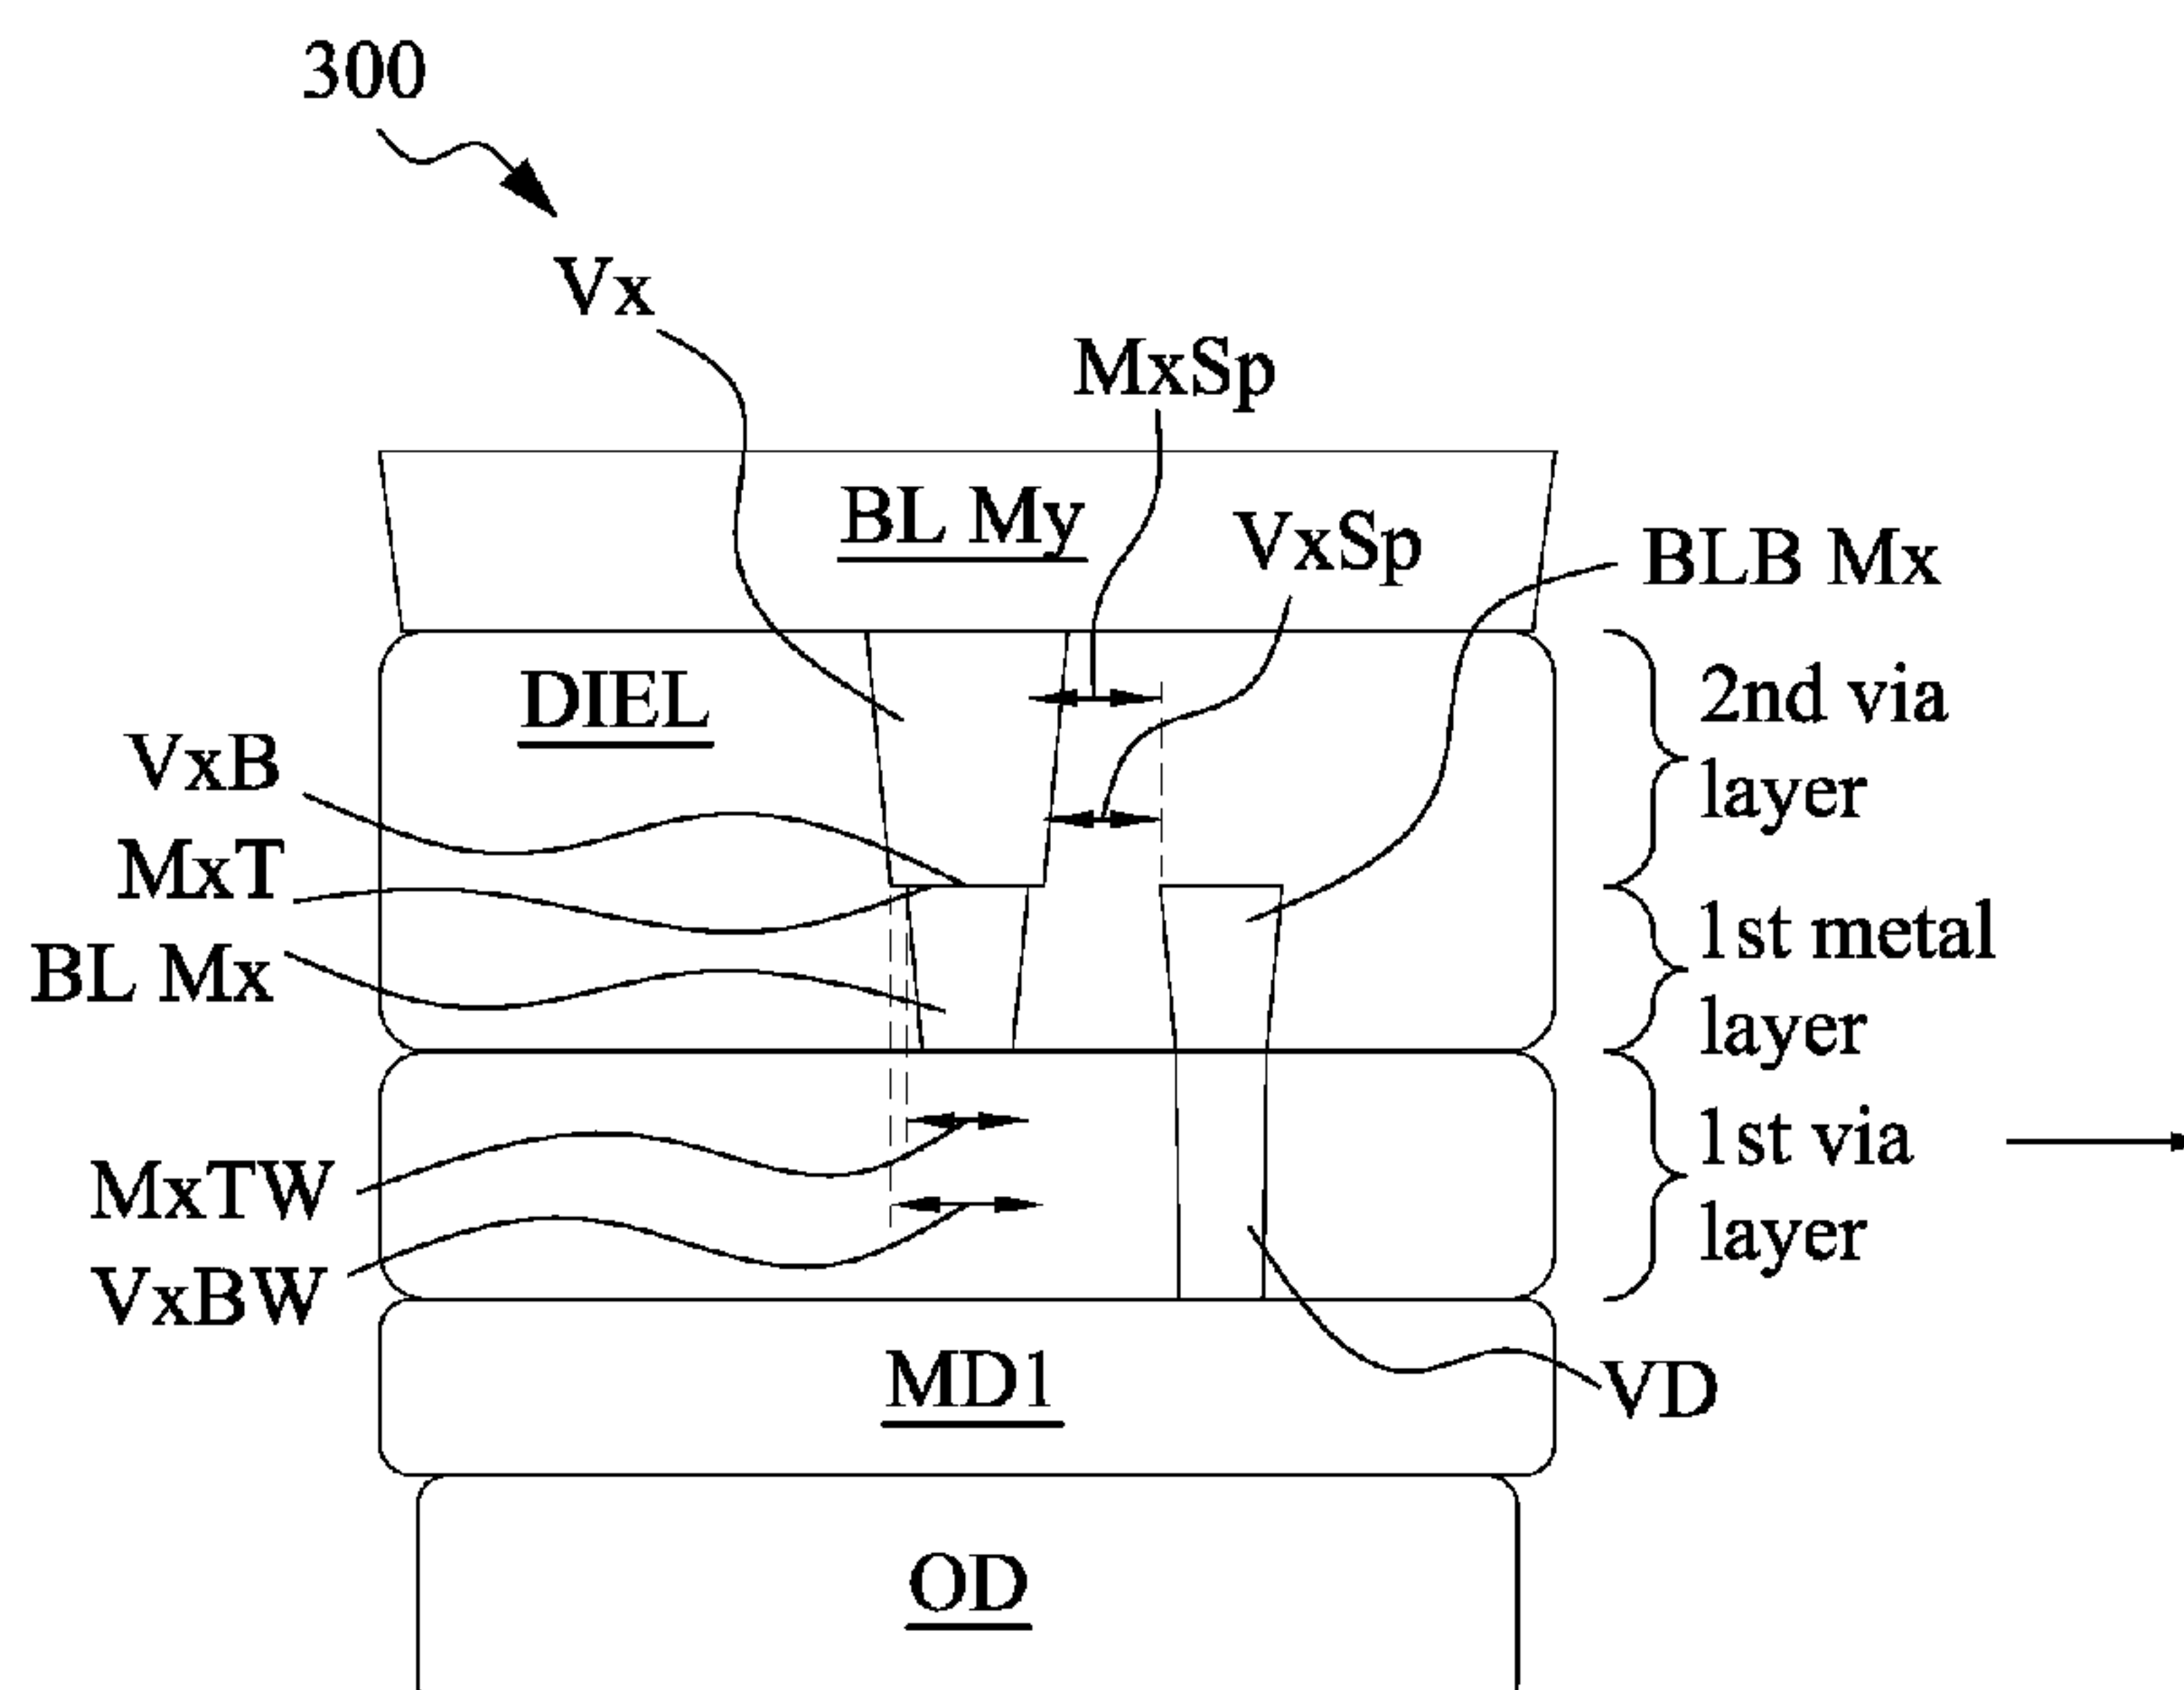 300
Vx
MxSp
BL My
VxSp
BLB Mx
DIEL
2nd via
layer
VxB
MxT
BL Mx
1st metal
layer
MxTW
VxBW
1st via
layer
MD1
VD
OD